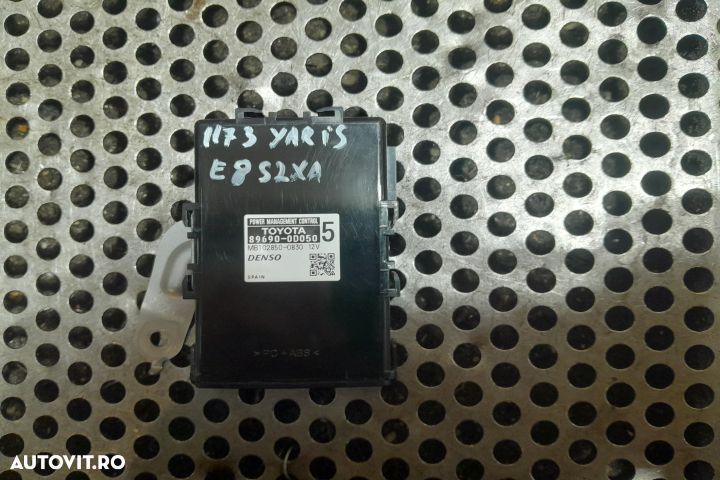 1173 YARIS
E8S2XA
POWER MANAGEMENT CONTROL
TOYOTA 5
89690-0D050
MB102850-0830 12V
DENSO
SPAIN
>PC+ABS<
AUTOVIT.RO